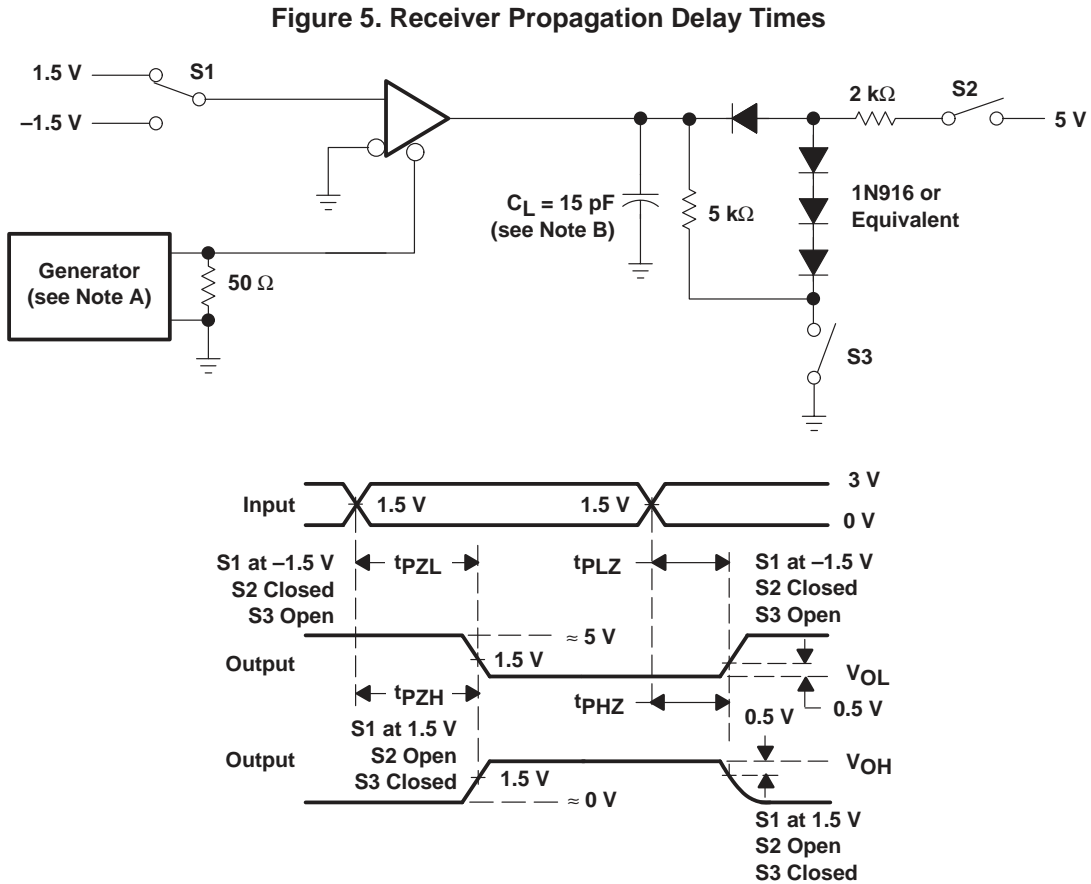 Figure 5. Receiver Propagation Delay Times
1.5 V
S1
–1.5 V
2 kΩ
S2
5 V
CL = 15 pF
(see Note B)
5 kΩ
1N916 or
Equivalent
Generator
(see Note A)
50 Ω
S3
Input
1.5 V
1.5 V
3 V
0 V
S1 at –1.5 V
S2 Closed
S3 Open
tPZL
tPLZ
S1 at –1.5 V
S2 Closed
S3 Open
Output
≈ 5 V
1.5 V
VOL
0.5 V
tPZH
tPHZ
S1 at 1.5 V
S2 Open
S3 Closed
0.5 V
Output
1.5 V
≈ 0 V
VOH
S1 at 1.5 V
S2 Open
S3 Closed